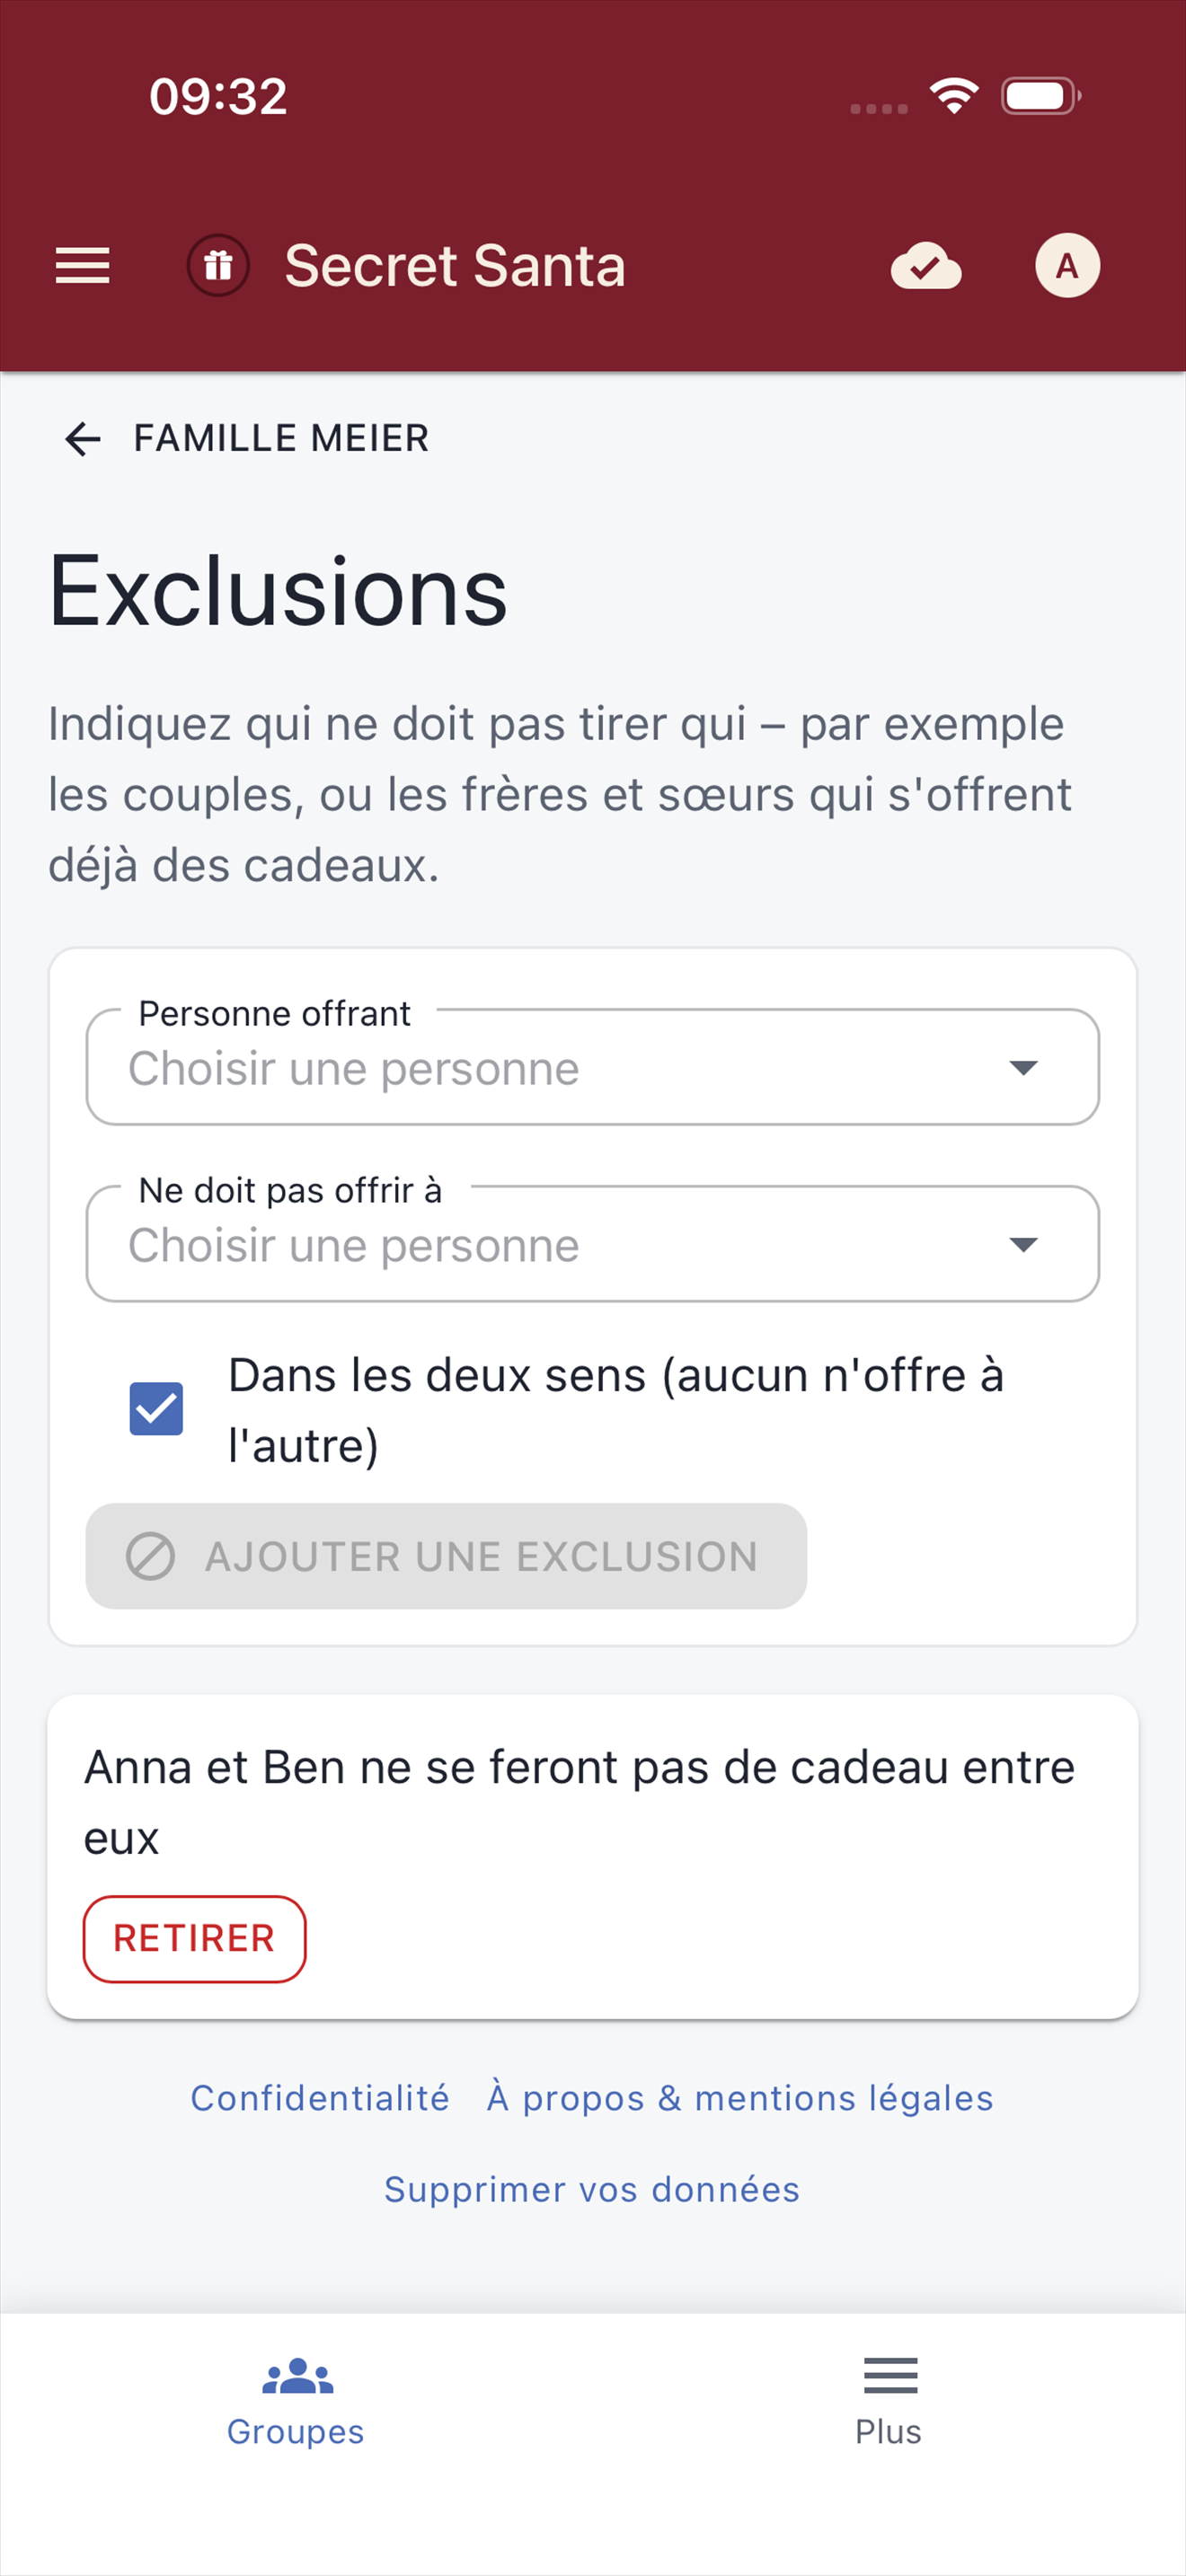 09:32
Secret Santa
A
FAMILLE MEIER
Exclusions
Indiquez qui ne doit pas tirer qui – par exemple
les couples, ou les frères et sœurs qui s'offrent
déjà des cadeaux.
Personne offrant
Choisir une personne
Ne doit pas offrir à
Choisir une personne
Dans les deux sens (aucun n'offre à
l'autre)
AJOUTER UNE EXCLUSION
Anna et Ben ne se feront pas de cadeau entre
eux
RETIRER
Confidentialité À propos & mentions légales
Supprimer vos données
Groupes Plus